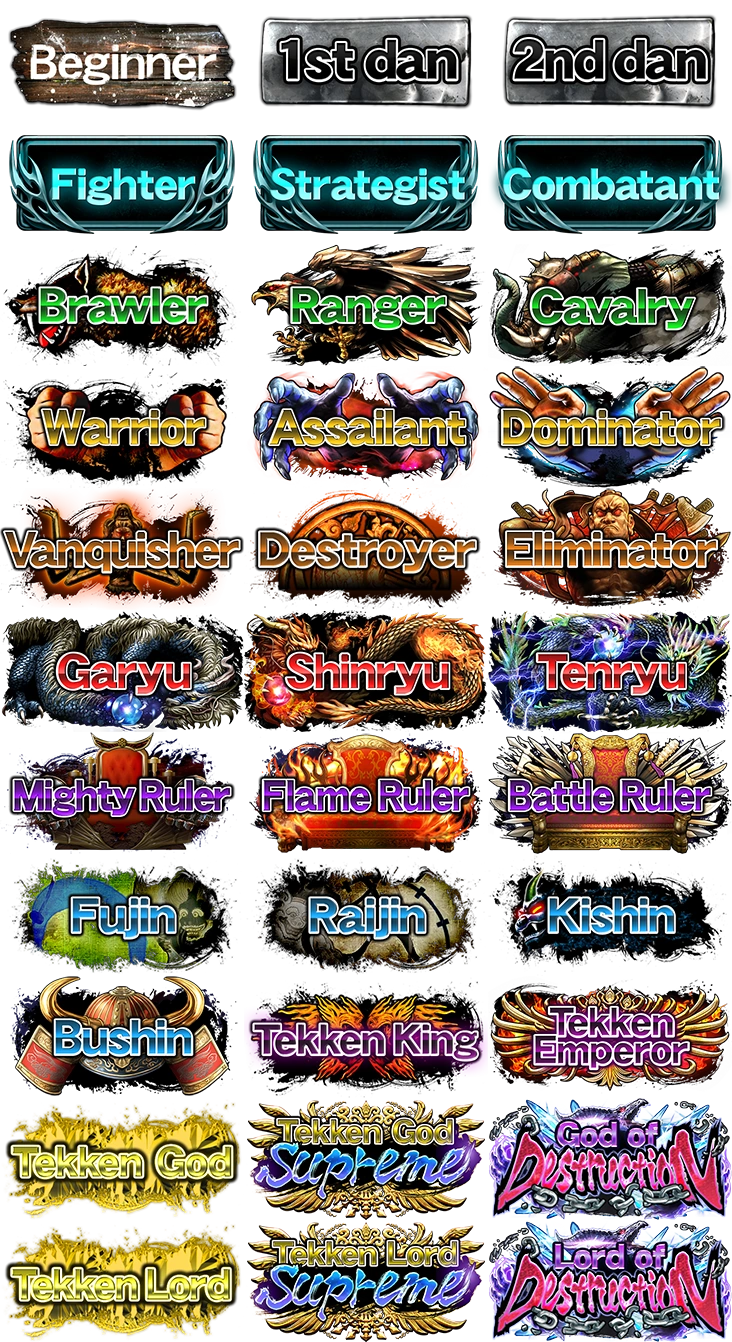 Beginner
1st dan
2nd dan
Fighter
Strategist
Combatant
Brawler
Ranger
Cavalry
Warrior
Assailant
Dominator
Vanquisher
Destroyer
Eliminator
Garyu
Shinryu
Tenryu
Mighty Ruler
Flame Ruler
Battle Ruler
Fujin
Raijin
Kishin
Bushin
Tekken King
Tekken
Emperor
Tekken God
Tekken God
Supreme
God of
Destruction
Tekken Lord
Tekken Lord
Supreme
Lord of
Destruction